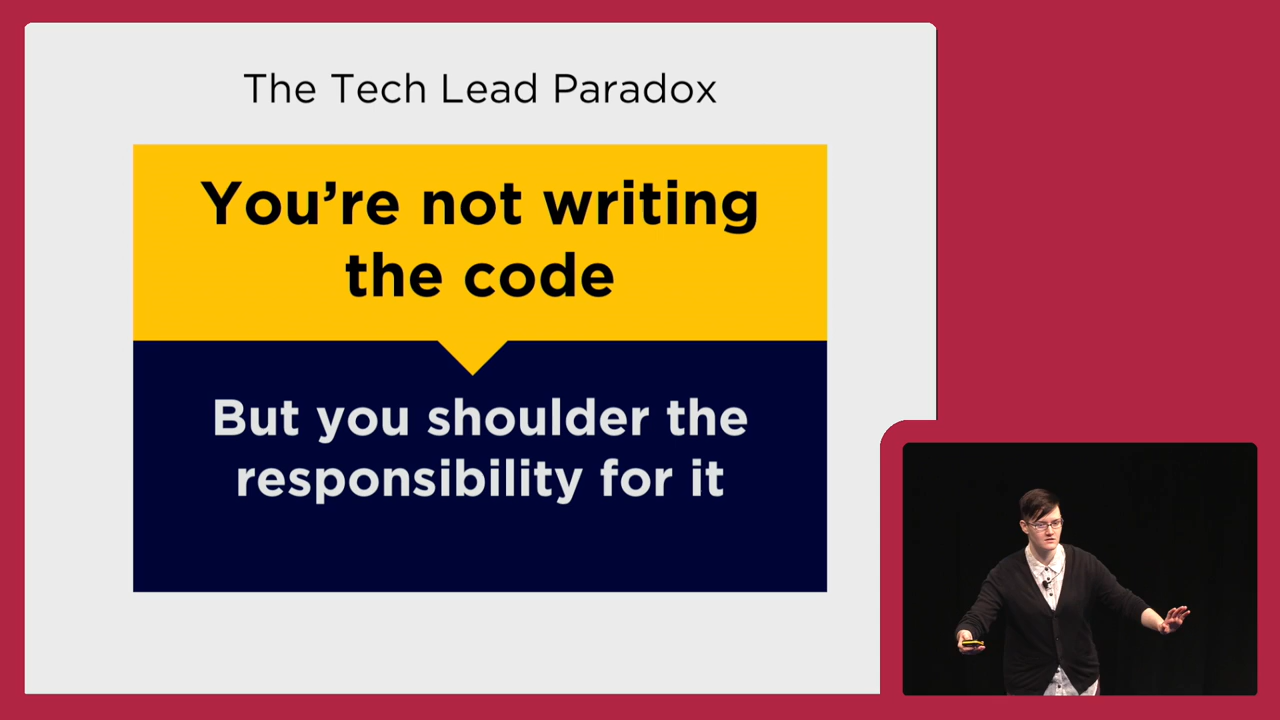 The Tech Lead Paradox
You’re not writing
the code
But you shoulder the
responsibility for it